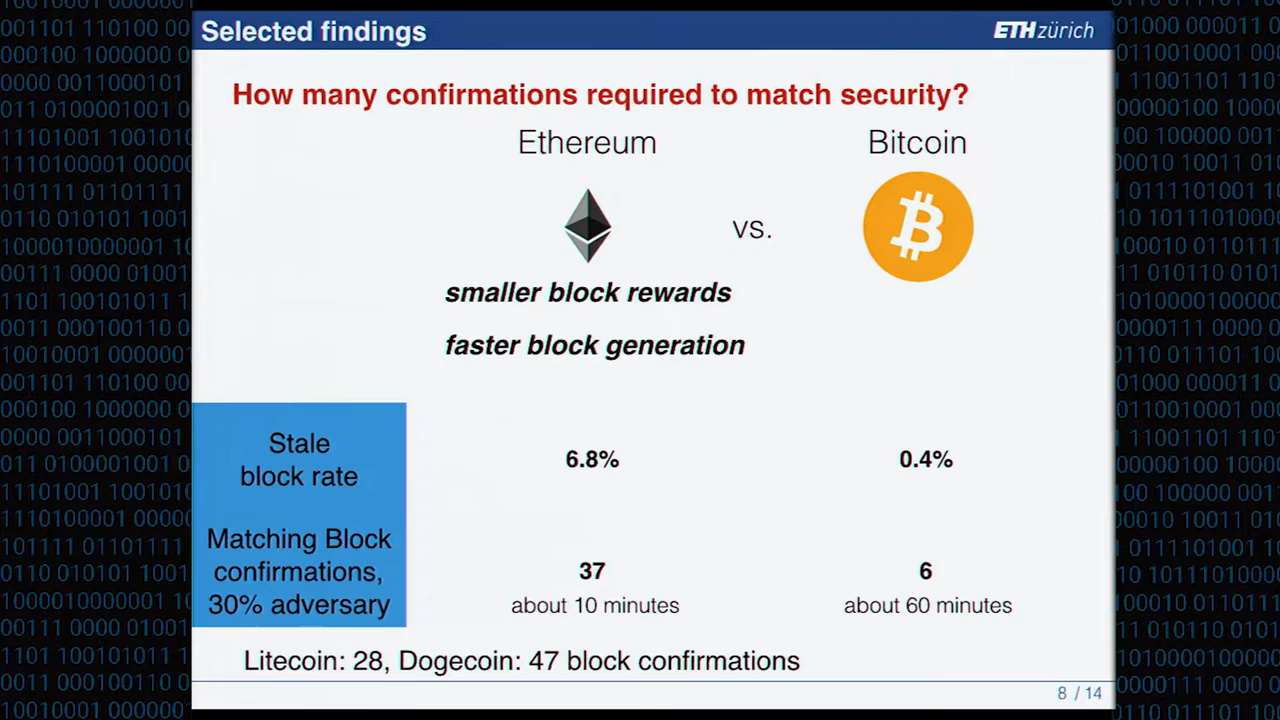 Selected findings
ETH zürich
How many confirmations required to match security?
Ethereum
Bitcoin
vs.
smaller block rewards
faster block generation
Stale
block rate
6.8%
0.4%
Matching Block
confirmations,
30% adversary
37
6
about 10 minutes
about 60 minutes
Litecoin: 28, Dogecoin: 47 block confirmations
8 / 14